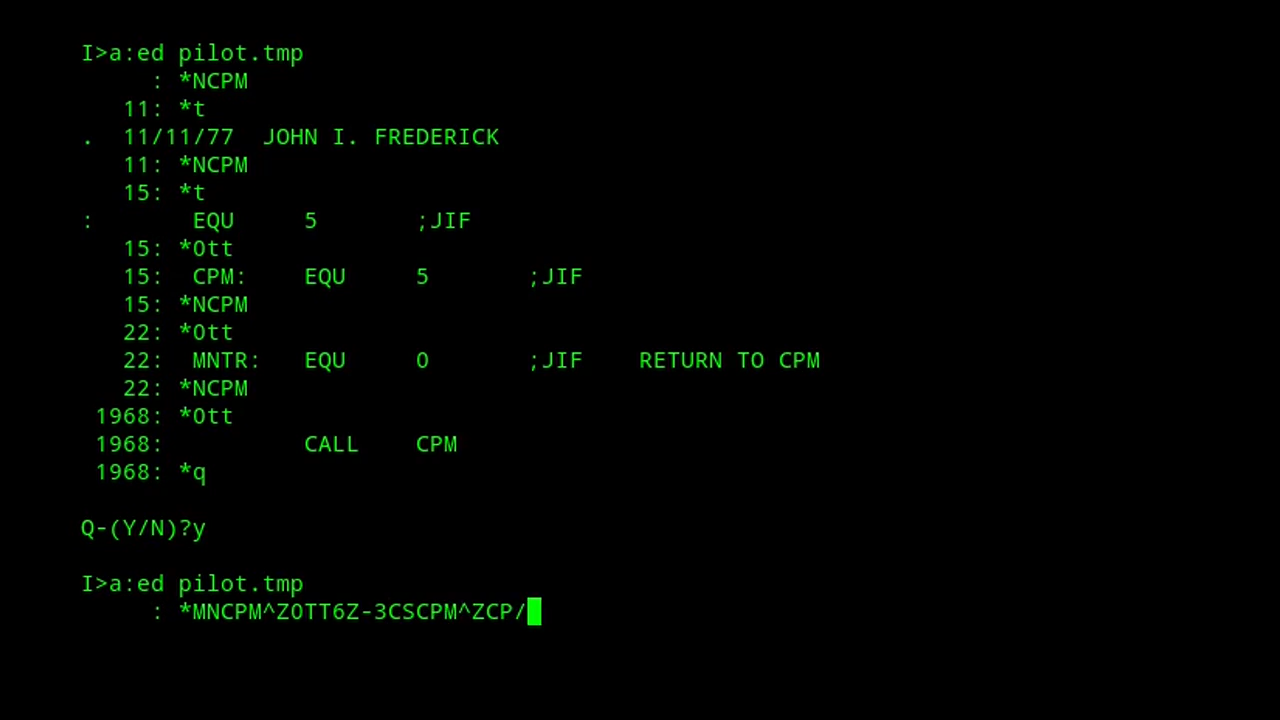 I>a:ed pilot.tmp
: *NCPM
11: *t
. 11/11/77 JOHN I. FREDERICK
11: *NCPM
15: *t
: EQU 5 ;JIF
15: *0tt
15: CPM: EQU 5 ;JIF
15: *NCPM
22: *0tt
22: MNTR: EQU 0 ;JIF RETURN TO CPM
22: *NCPM
1968: *0tt
1968: CALL CPM
1968: *q
Q-(Y/N)?y
I>a:ed pilot.tmp
: *MNCPM^Z0TT6Z-3CSCPM^ZCP/